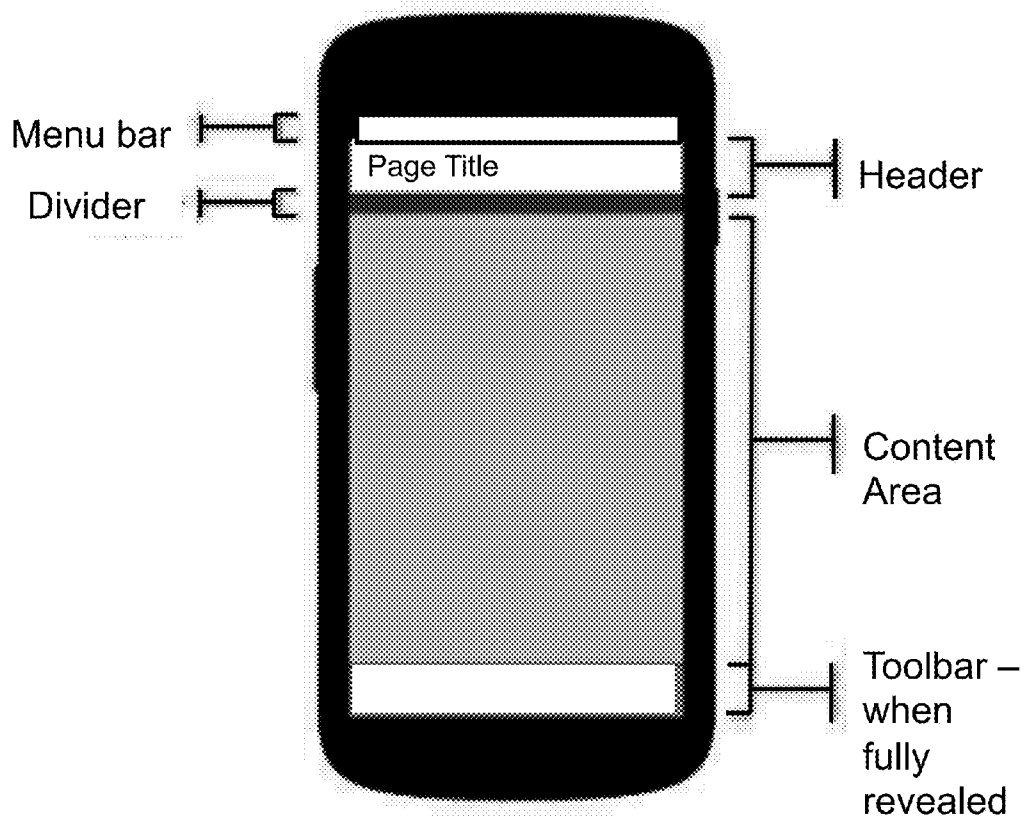 Menu bar
Page Title
Header
Divider
Content
Area
Toolbar –
when
fully
revealed